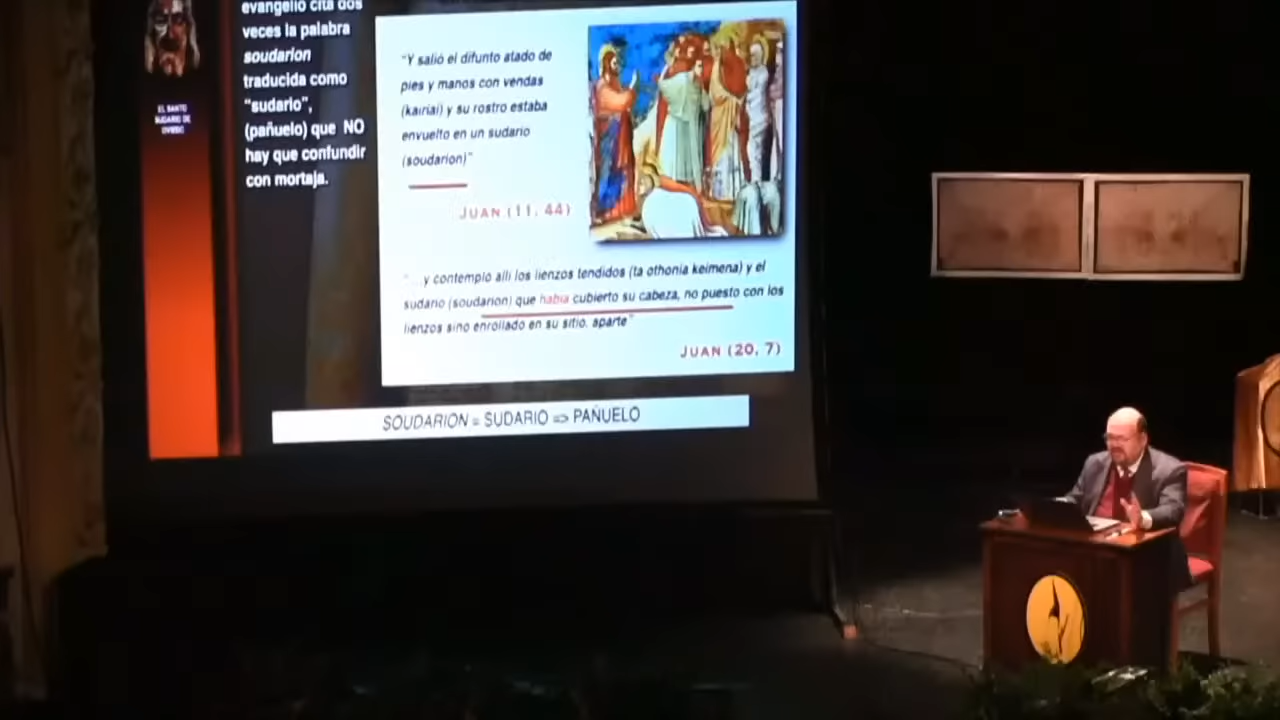 evangelio cita dos
veces la palabra
soudarion
traducida como
"sudario",
(pañuelo) que NO
hay que confundir
con mortaja.
EL SANTO
SUDARIO DE
OVIEDO
"Y salió el difunto atado de
pies y manos con vendas
(kairiai) y su rostro estaba
envuelto en un sudario
(soudarion)"
JUAN (11, 44)
"...y contempló allí los lienzos tendidos (ta othonia keimena) y el
sudario (soudarion) que había cubierto su cabeza, no puesto con los
lienzos sino enrollado en su sitio, aparte"
JUAN (20, 7)
SOUDARION = SUDARIO => PAÑUELO